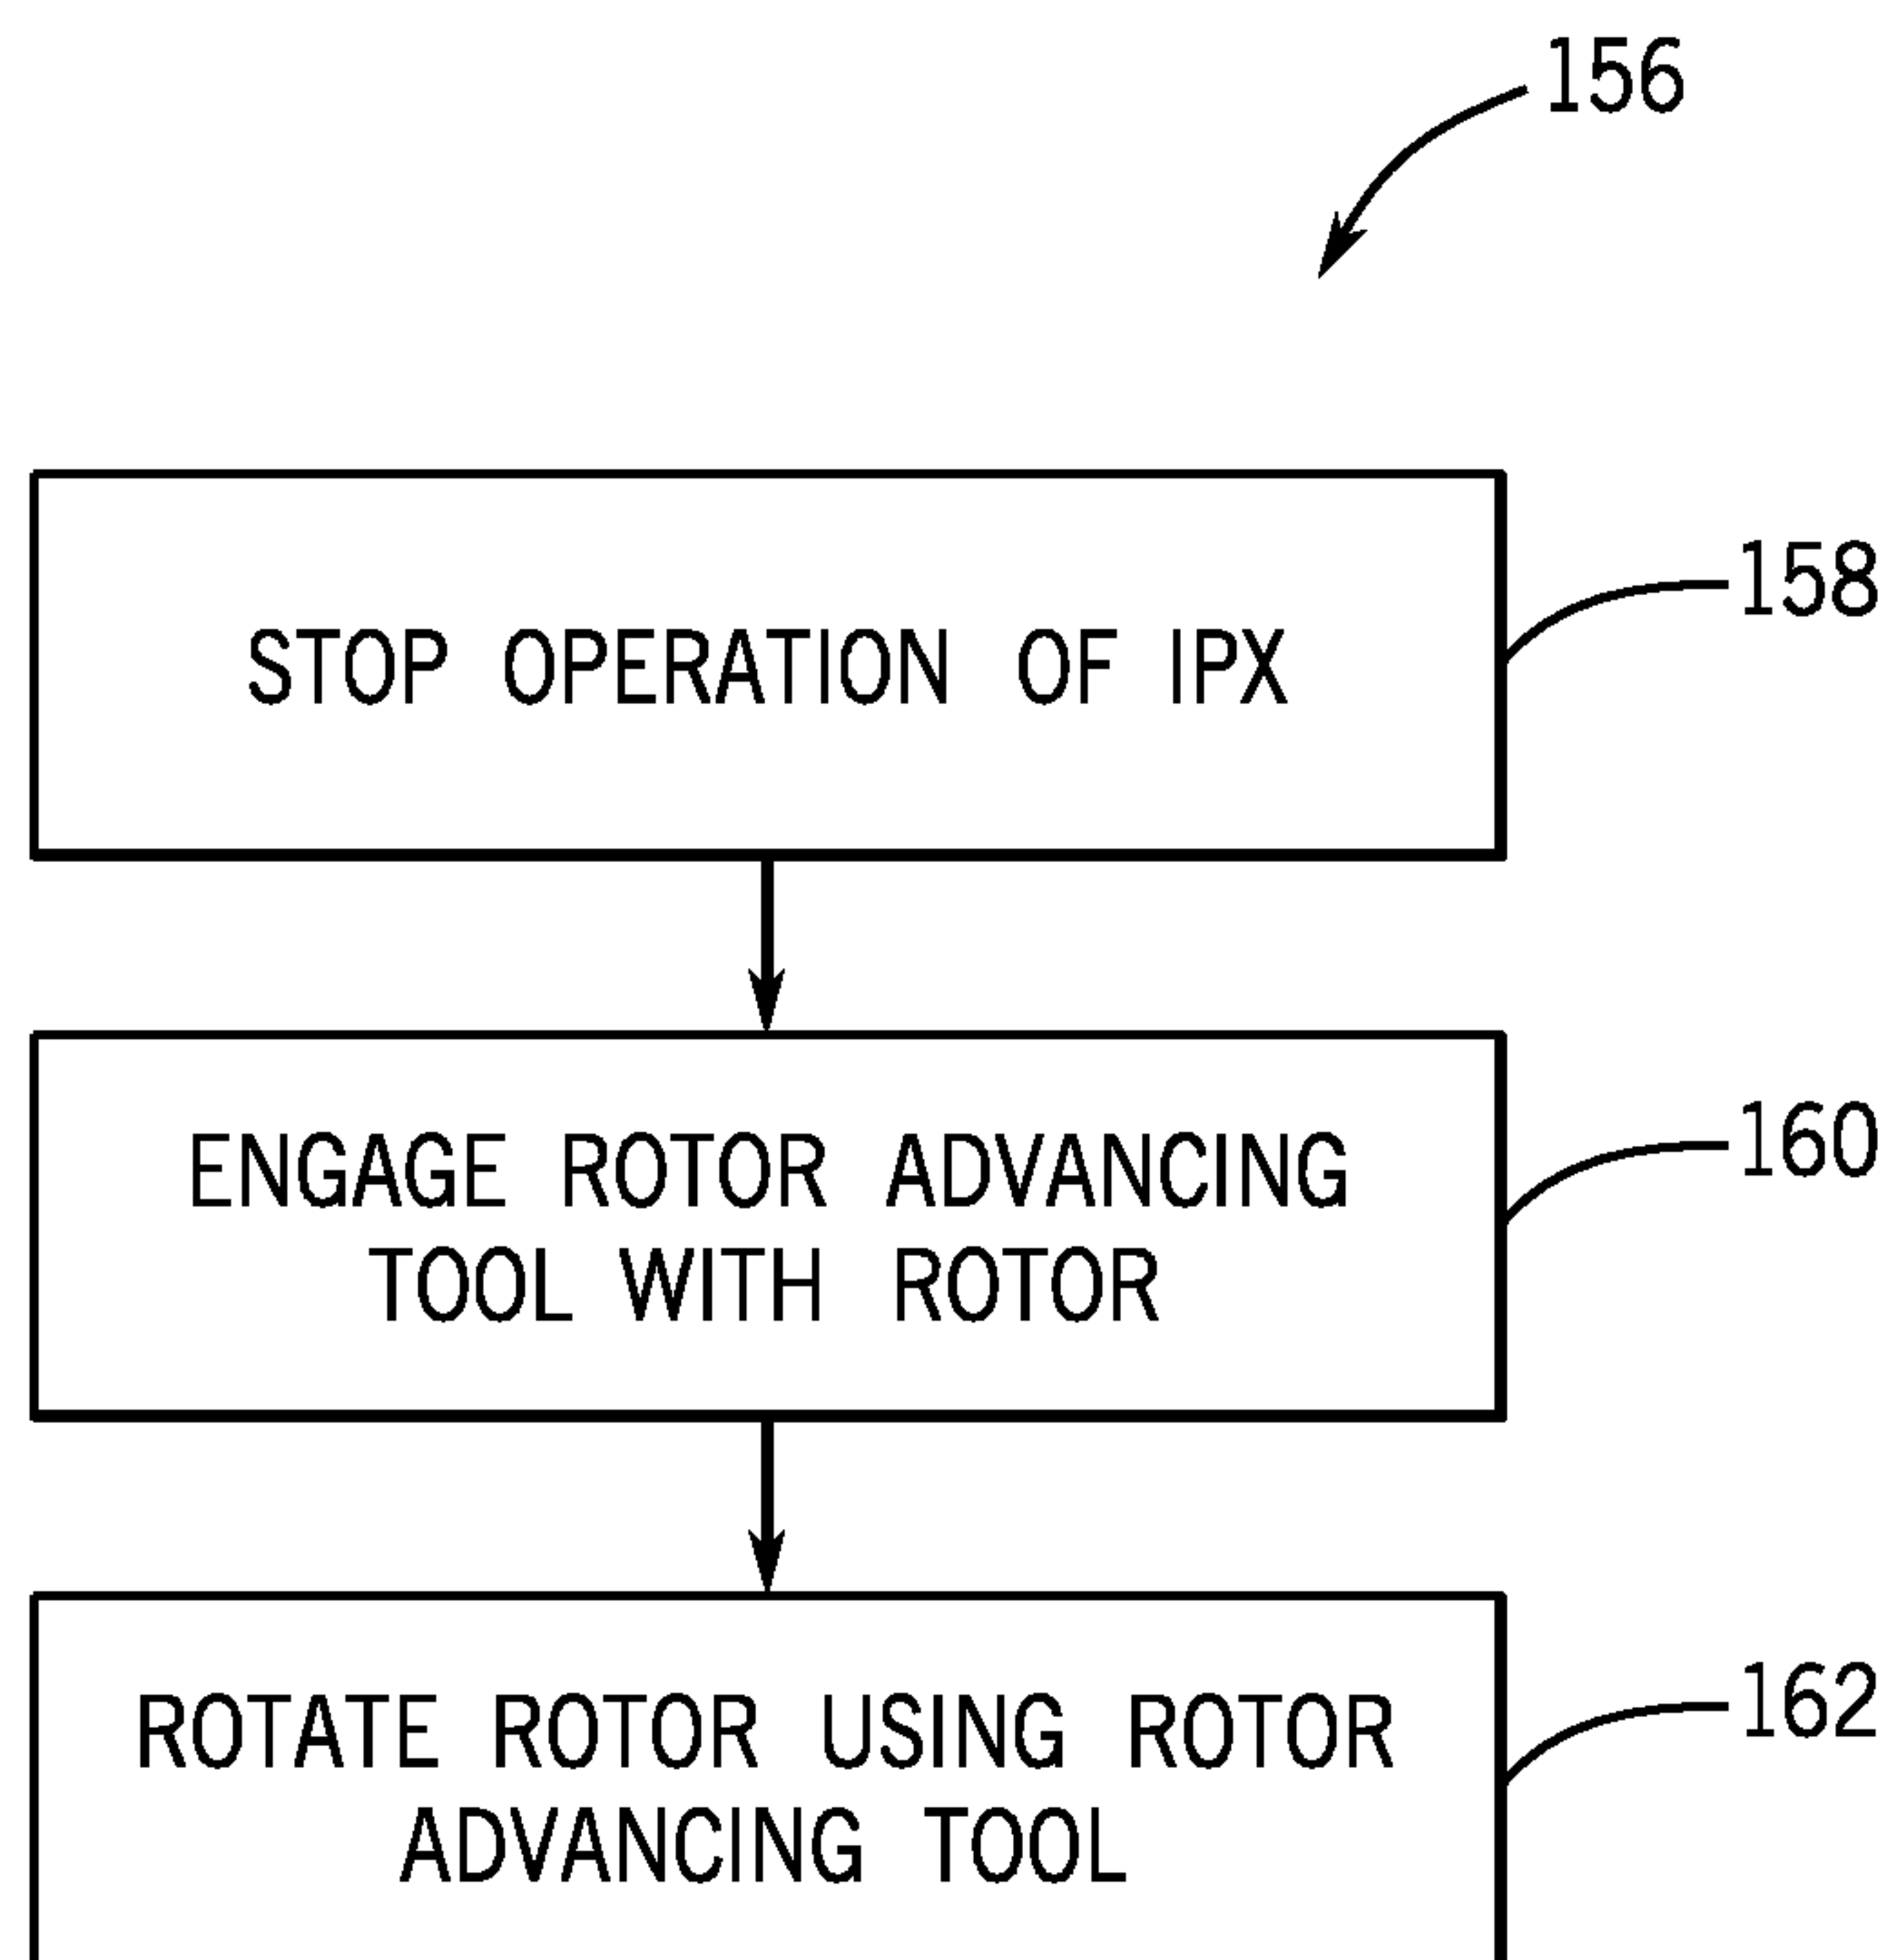 156
STOP OPERATION OF IPX
158
ENGAGE ROTOR ADVANCING
TOOL WITH ROTOR
160
ROTATE ROTOR USING ROTOR
ADVANCING TOOL
162